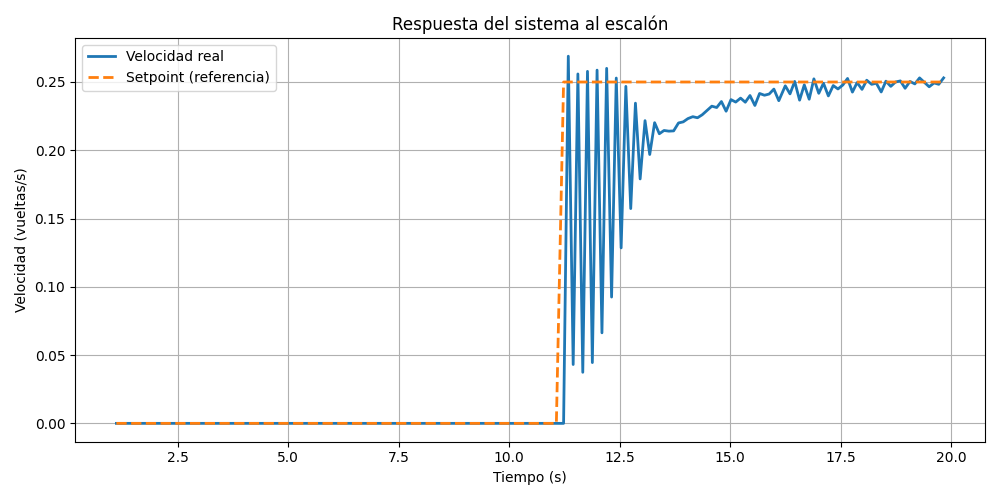 Respuesta del sistema al escalón
Velocidad real
Setpoint (referencia)
Velocidad (vueltas/s)
0.25
0.20
0.15
0.10
0.05
0.00
2.5 5.0 7.5 10.0 12.5 15.0 17.5 20.0
Tiempo (s)